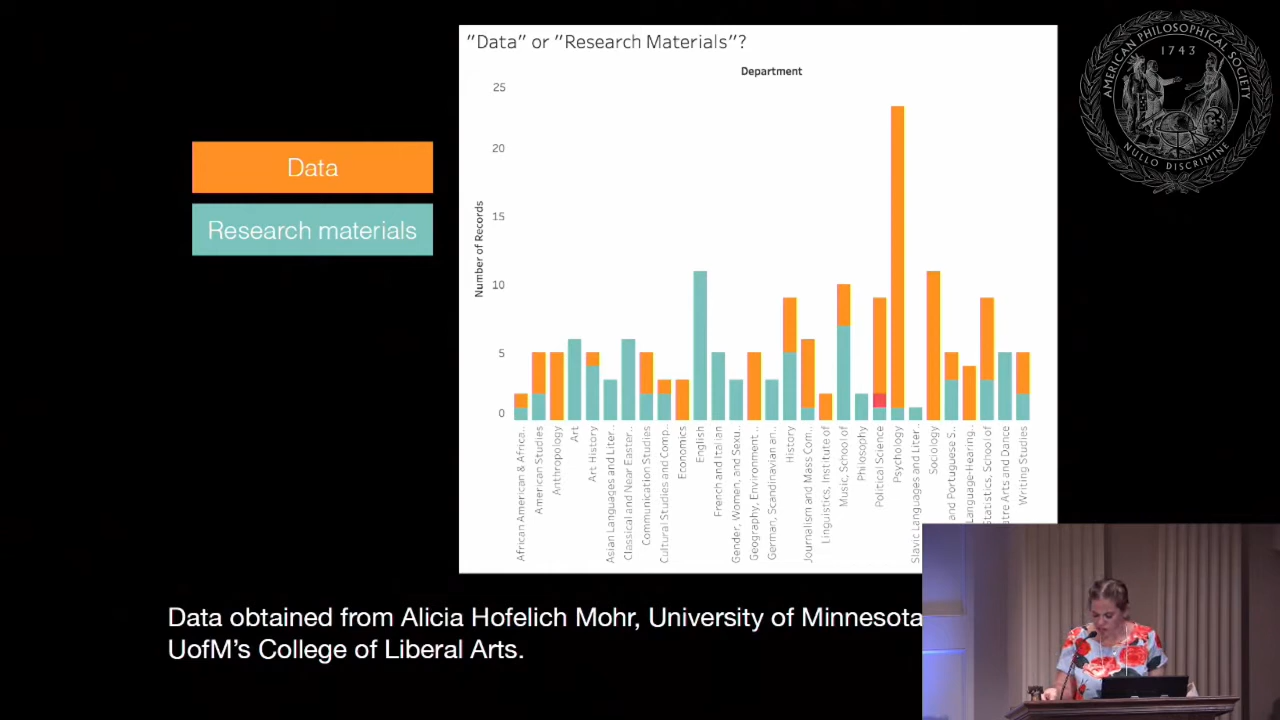 "Data" or "Research Materials"?
Department
25
20
15
10
5
0
Number of Records
Data
Research materials
African American & Africa..
American Studies
Anthropology
Art
Art History
Asian Languages and Liter..
Classical and Near Easter..
Communication Studies
Cultural Studies and Comp..
Economics
English
French and Italian
Gender, Women, and Sexu..
Geography, Environment ..
German, Scandinavian an..
History
Journalism and Mass Com..
Linguistics, Institute of
Music, School of
Philosophy
Political Science
Psychology
Slavic Languages and Liter..
Sociology
and Portuguese S..
Language-Hearing..
Statistics, School of
atre Arts and Dance
Writing Studies
Data obtained from Alicia Hofelich Mohr, University of Minnesota
UofM's College of Liberal Arts.
AMERICAN PHILOSOPHICAL SOCIETY
1743
NULLO DISCRIMINE